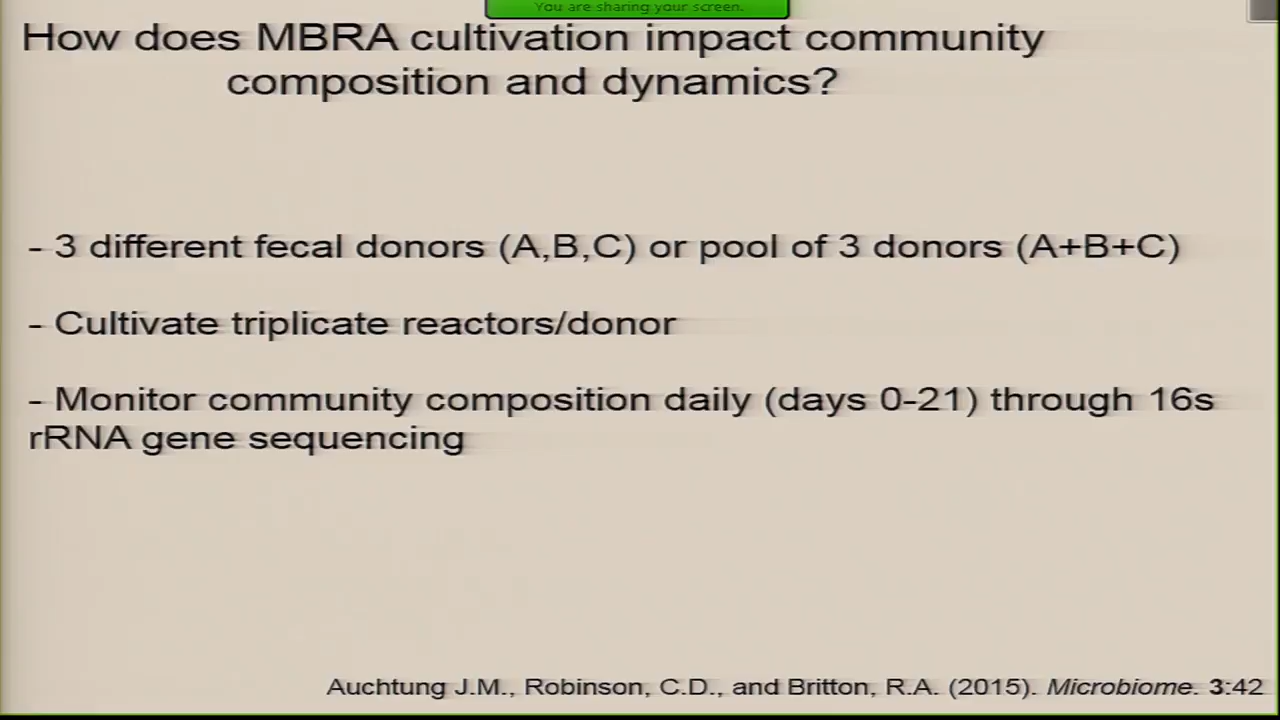 You are sharing your screen.
How does MBRA cultivation impact community
composition and dynamics?
- 3 different fecal donors (A,B,C) or pool of 3 donors (A+B+C)
- Cultivate triplicate reactors/donor
- Monitor community composition daily (days 0-21) through 16s
rRNA gene sequencing
Auchtung J.M., Robinson, C.D., and Britton, R.A. (2015). Microbiome. 3:42